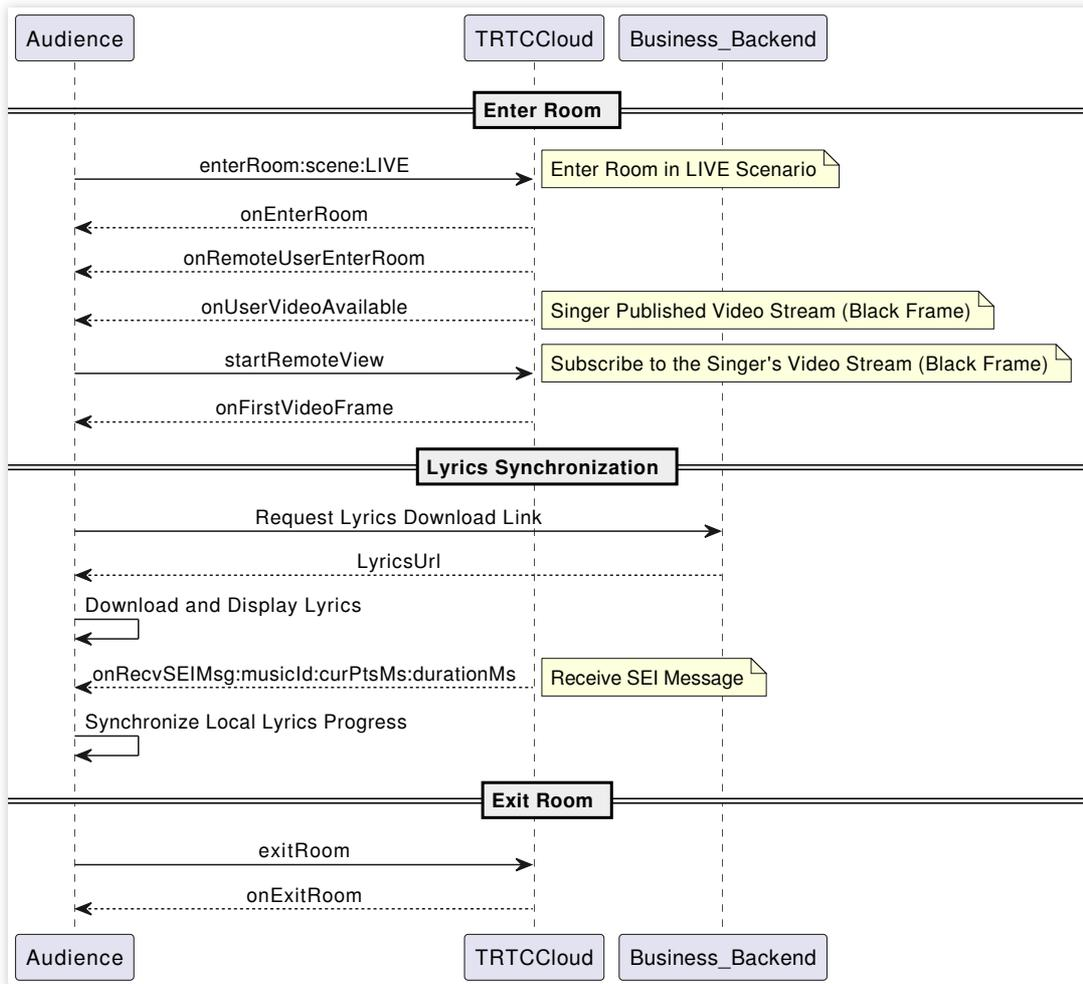 Audience
TRTCCloud
Business_Backend
Enter Room
enterRoom:scene:LIVE
Enter Room in LIVE Scenario
onEnterRoom
onRemoteUserEnterRoom
onUserVideoAvailable
Singer Published Video Stream (Black Frame)
startRemoteView
Subscribe to the Singer's Video Stream (Black Frame)
onFirstVideoFrame
Lyrics Synchronization
Request Lyrics Download Link
LyricsUrl
Download and Display Lyrics
onRecvSEIMsg:musicId:curPtsMs:durationMs
Receive SEI Message
Synchronize Local Lyrics Progress
Exit Room
exitRoom
onExitRoom
Audience
TRTCCloud
Business_Backend